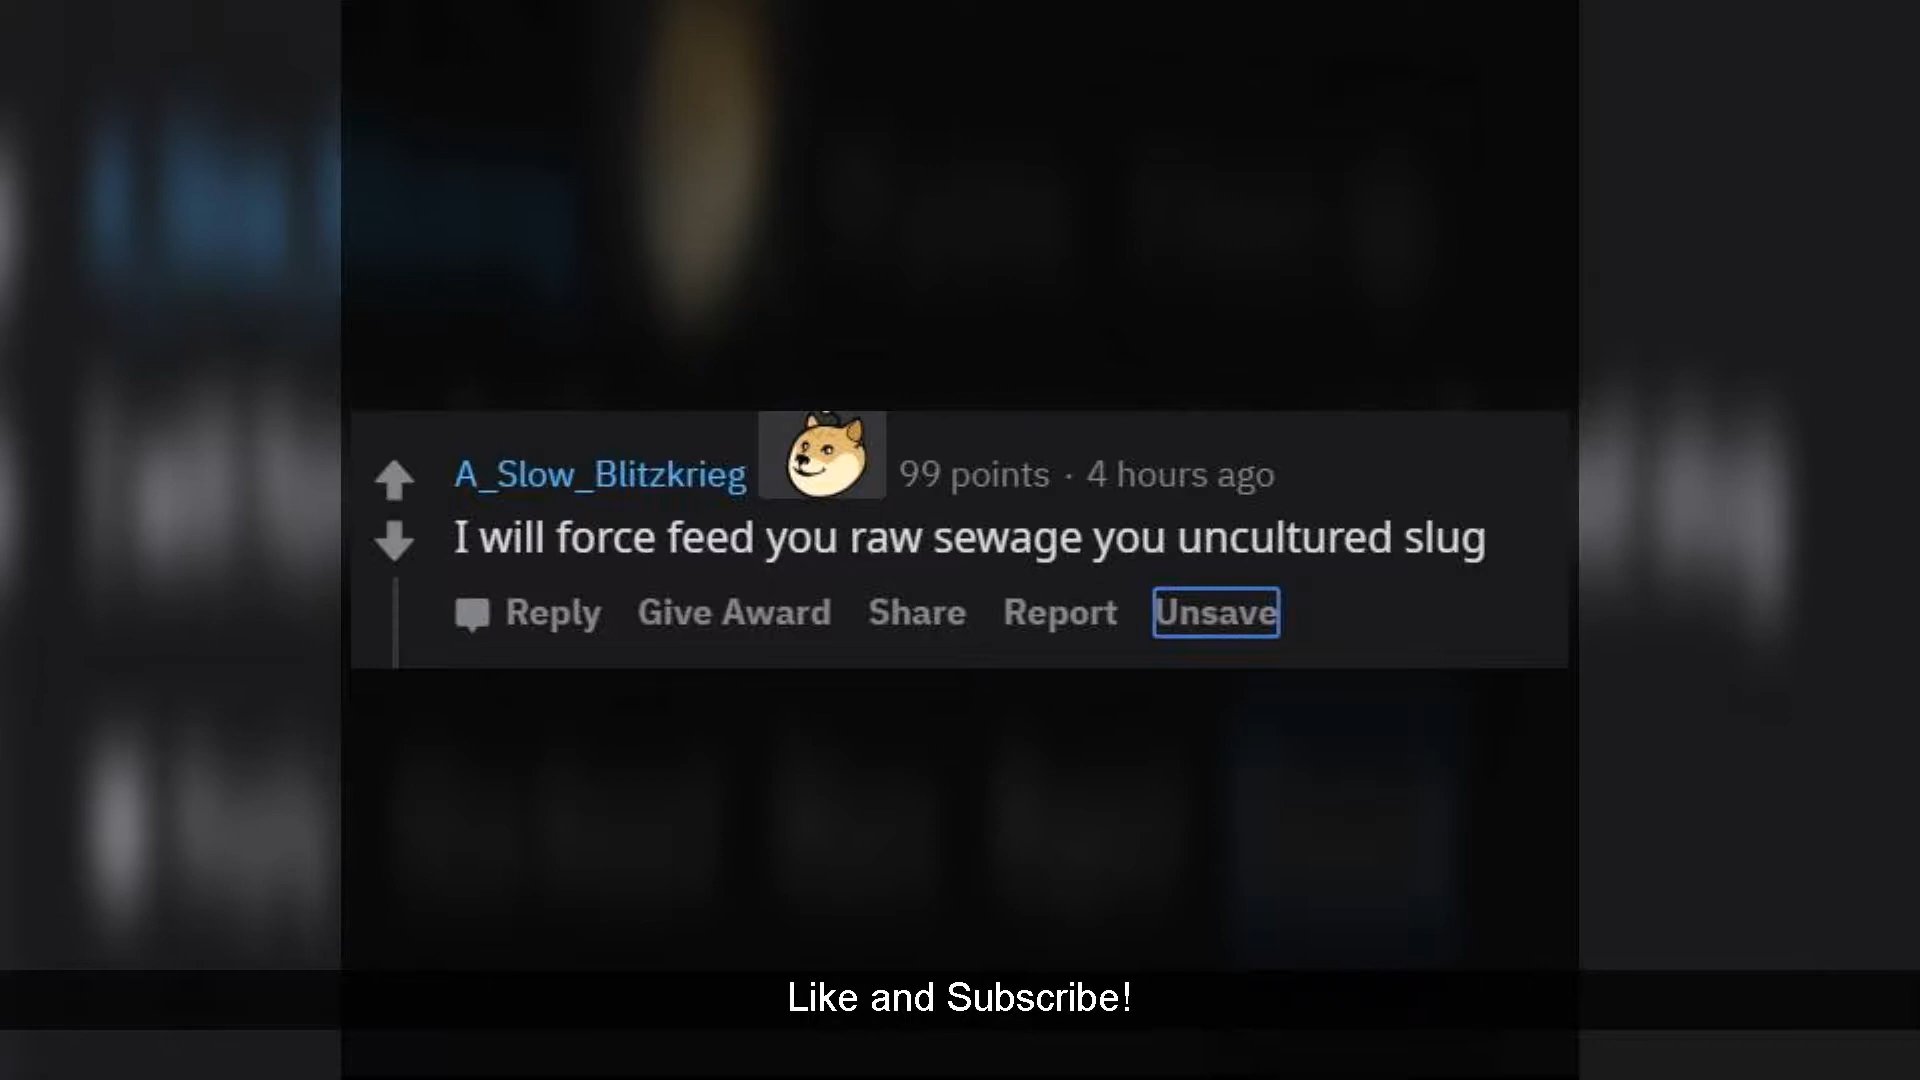 A_Slow_Blitzkrieg 99 points · 4 hours ago
I will force feed you raw sewage you uncultured slug
Reply Give Award Share Report Unsave
Like and Subscribe!